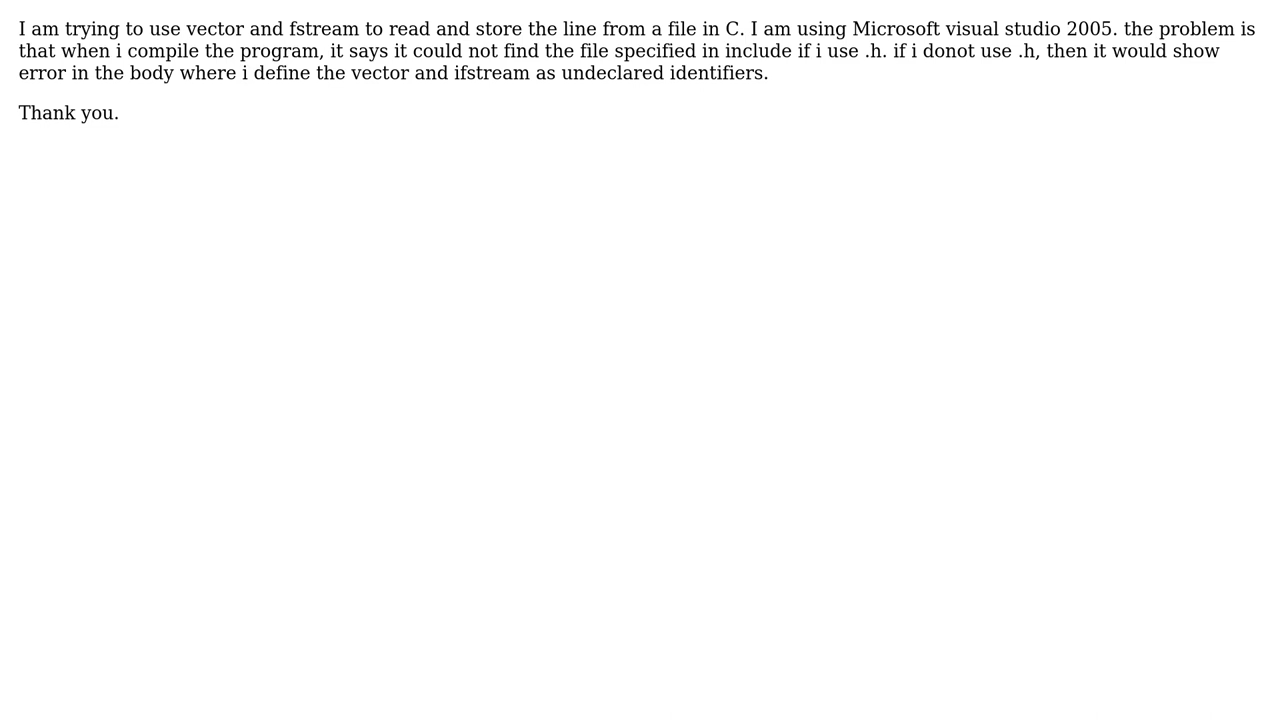 I am trying to use vector and fstream to read and store the line from a file in C. I am using Microsoft visual studio 2005. the problem is
that when i compile the program, it says it could not find the file specified in include if i use .h. if i donot use .h, then it would show
error in the body where i define the vector and ifstream as undeclared identifiers.
Thank you.